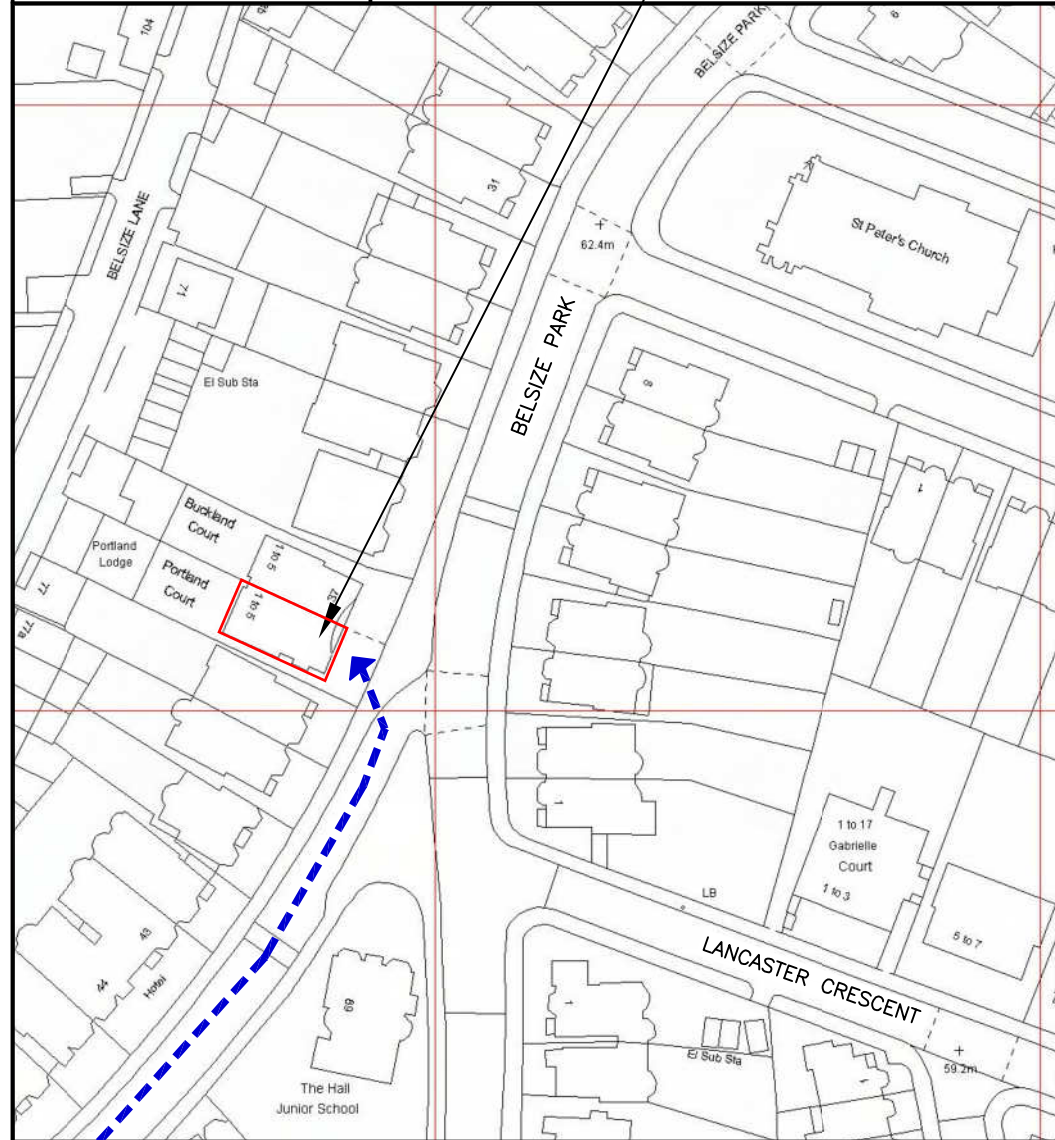 104
BELSIZE PARK
9
31
St Peter's Church
BELSIZE LANE
62.4m
71
El Sub Sta
BELSIZE PARK
8
1
Buckland
Court
Portland
Lodge
Portland
Court
1 to 5
37
1 to 5
77
77a
1
1 to 17
Gabrielle
Court
1 to 3
LB
5 to 7
LANCASTER CRESCENT
43
44
Hotel
69
1
El Sub Sta
59.2m
1
The Hall
Junior School